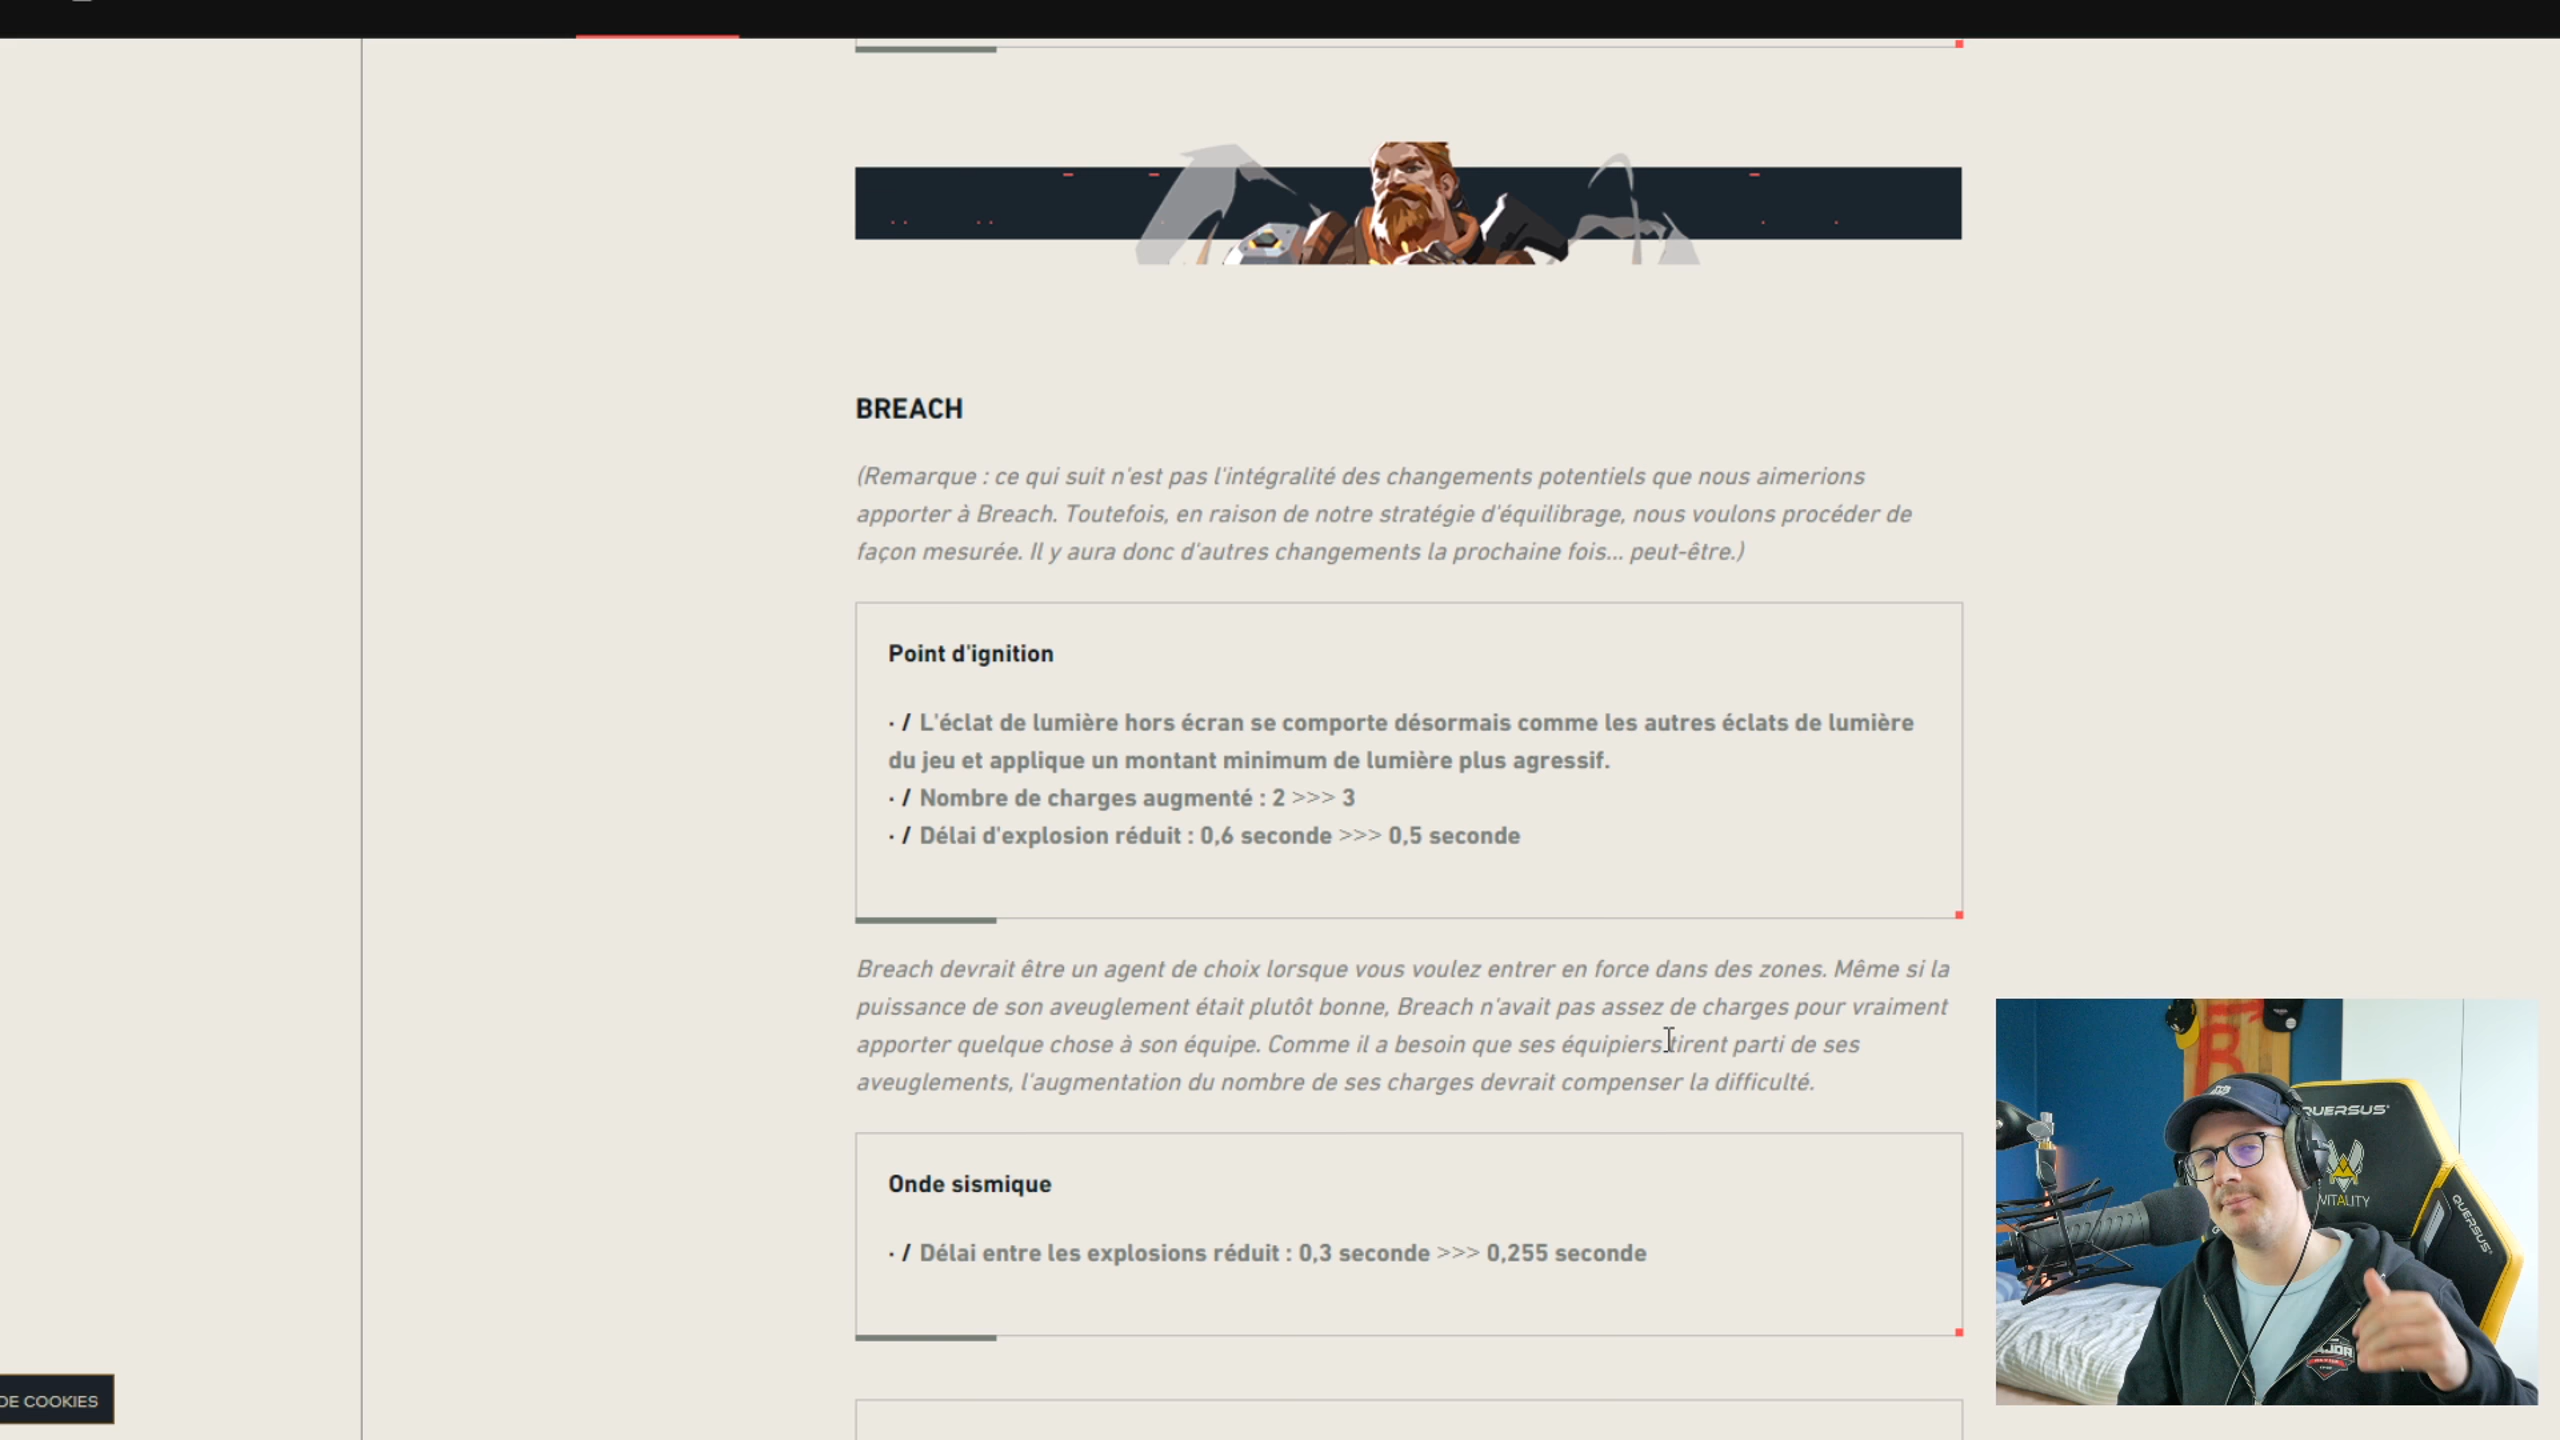 BREACH
(Remarque : ce qui suit n'est pas l'intégralité des changements potentiels que nous aimerions
apporter à Breach. Toutefois, en raison de notre stratégie d'équilibrage, nous voulons procéder de
façon mesurée. Il y aura donc d'autres changements la prochaine fois... peut-être.)
Point d'ignition
· / L'éclat de lumière hors écran se comporte désormais comme les autres éclats de lumière
du jeu et applique un montant minimum de lumière plus agressif.
· / Nombre de charges augmenté : 2 >>> 3
· / Délai d'explosion réduit : 0,6 seconde >>> 0,5 seconde
Breach devrait être un agent de choix lorsque vous voulez entrer en force dans des zones. Même si la
puissance de son aveuglement était plutôt bonne, Breach n'avait pas assez de charges pour vraiment
apporter quelque chose à son équipe. Comme il a besoin que ses équipiers tirent parti de ses
aveuglements, l'augmentation du nombre de ses charges devrait compenser la difficulté.
Onde sismique
· / Délai entre les explosions réduit : 0,3 seconde >>> 0,255 seconde
DE COOKIES
QUERSUS
VITALITY
QUERSUS